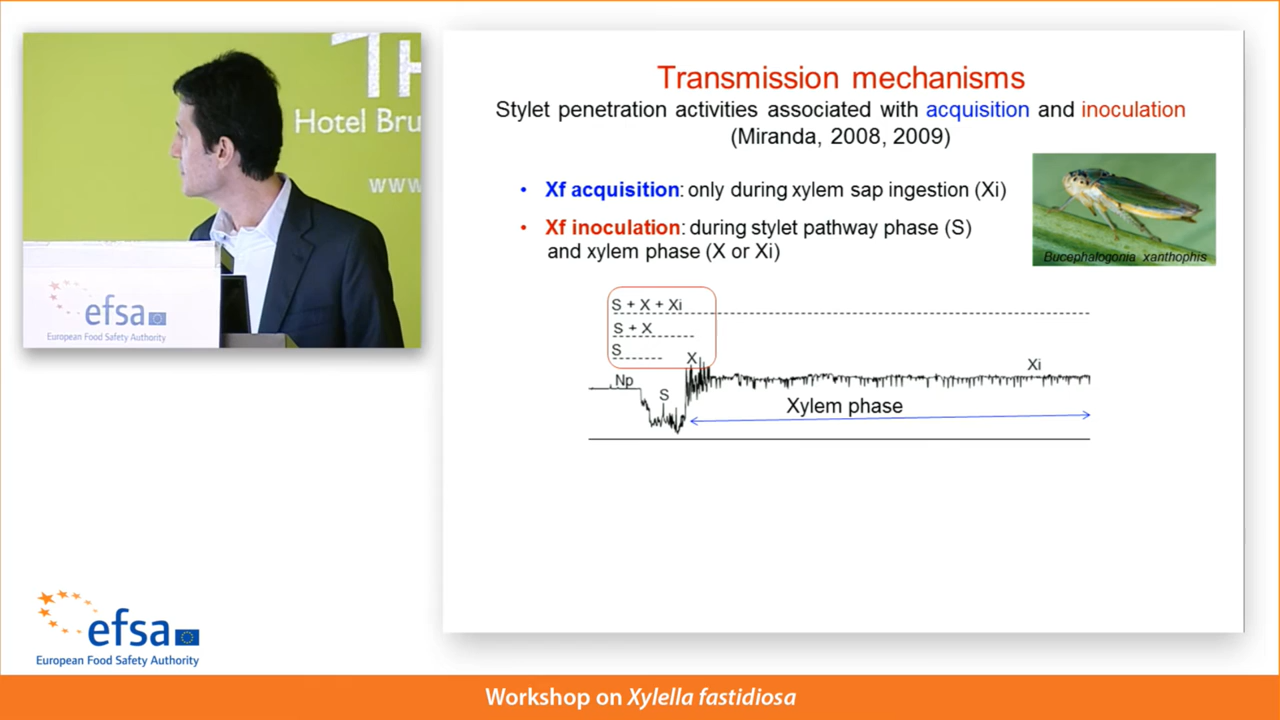 TH
Hotel Bru
www
efsa
European Food Safety Authority
Transmission mechanisms
Stylet penetration activities associated with acquisition and inoculation
(Miranda, 2008, 2009)
• Xf acquisition: only during xylem sap ingestion (Xi)
• Xf inoculation: during stylet pathway phase (S)
and xylem phase (X or Xi)
Bucephalogonia xanthophis
S + X + Xi
S + X
S
X
Xi
Np
S
Xylem phase
efsa
European Food Safety Authority
Workshop on Xylella fastidiosa